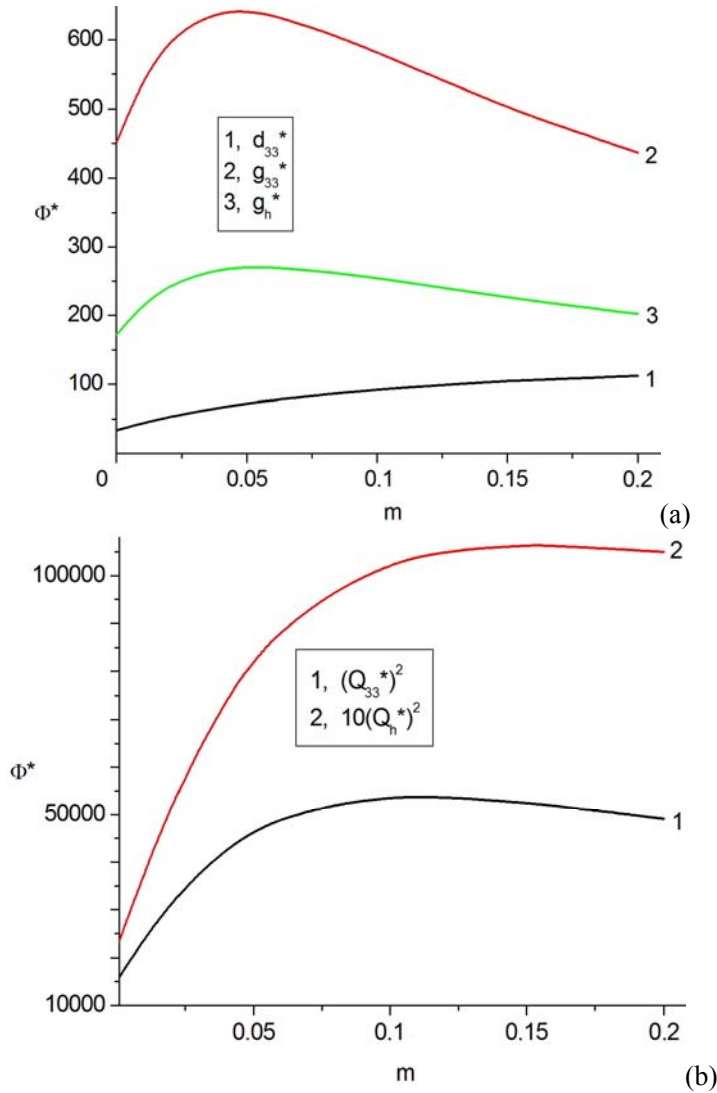 600
500
400
300
200
100
Φ*
1, d₃₃*
2, g₃₃*
3, gₕ*
2
3
1
0 0.05 0.1 0.15 0.2
m
(a)
100000
50000
10000
Φ*
1, (Q₃₃*)²
2, 10(Qₕ*)²
2
1
0.05 0.1 0.15 0.2
m
(b)